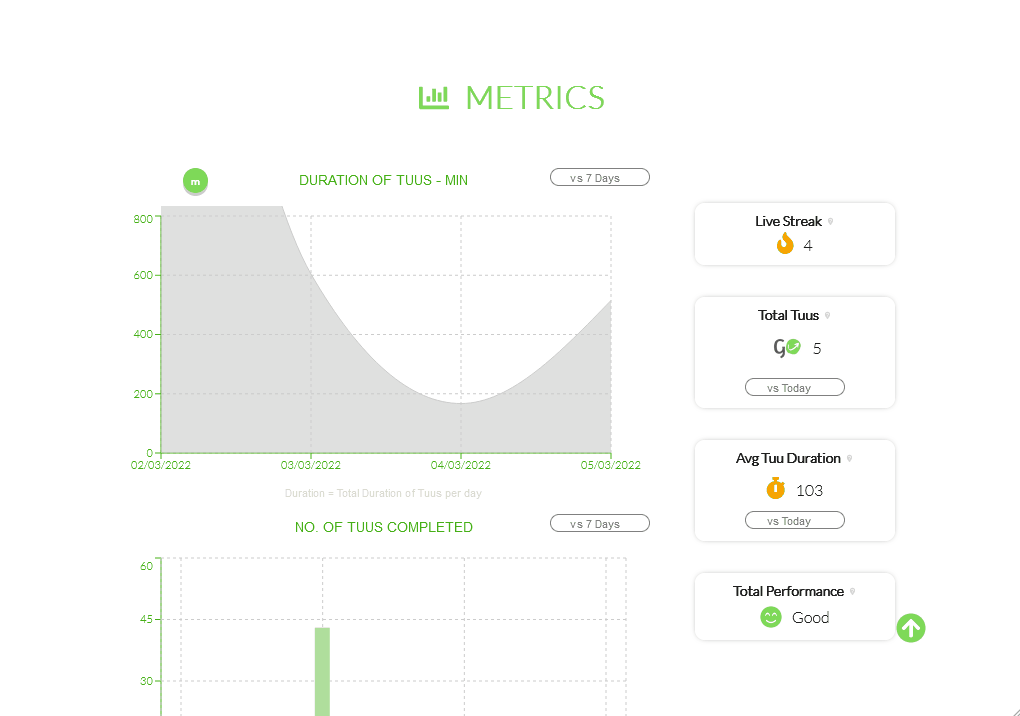 METRICS
m
DURATION OF TUUS - MIN
vs 7 Days
800
600
400
200
0
02/03/2022
03/03/2022
04/03/2022
05/03/2022
Duration = Total Duration of Tuus per day
NO. OF TUUS COMPLETED
vs 7 Days
60
45
30
Live Streak
4
Total Tuus
5
vs Today
Avg Tuu Duration
103
vs Today
Total Performance
Good